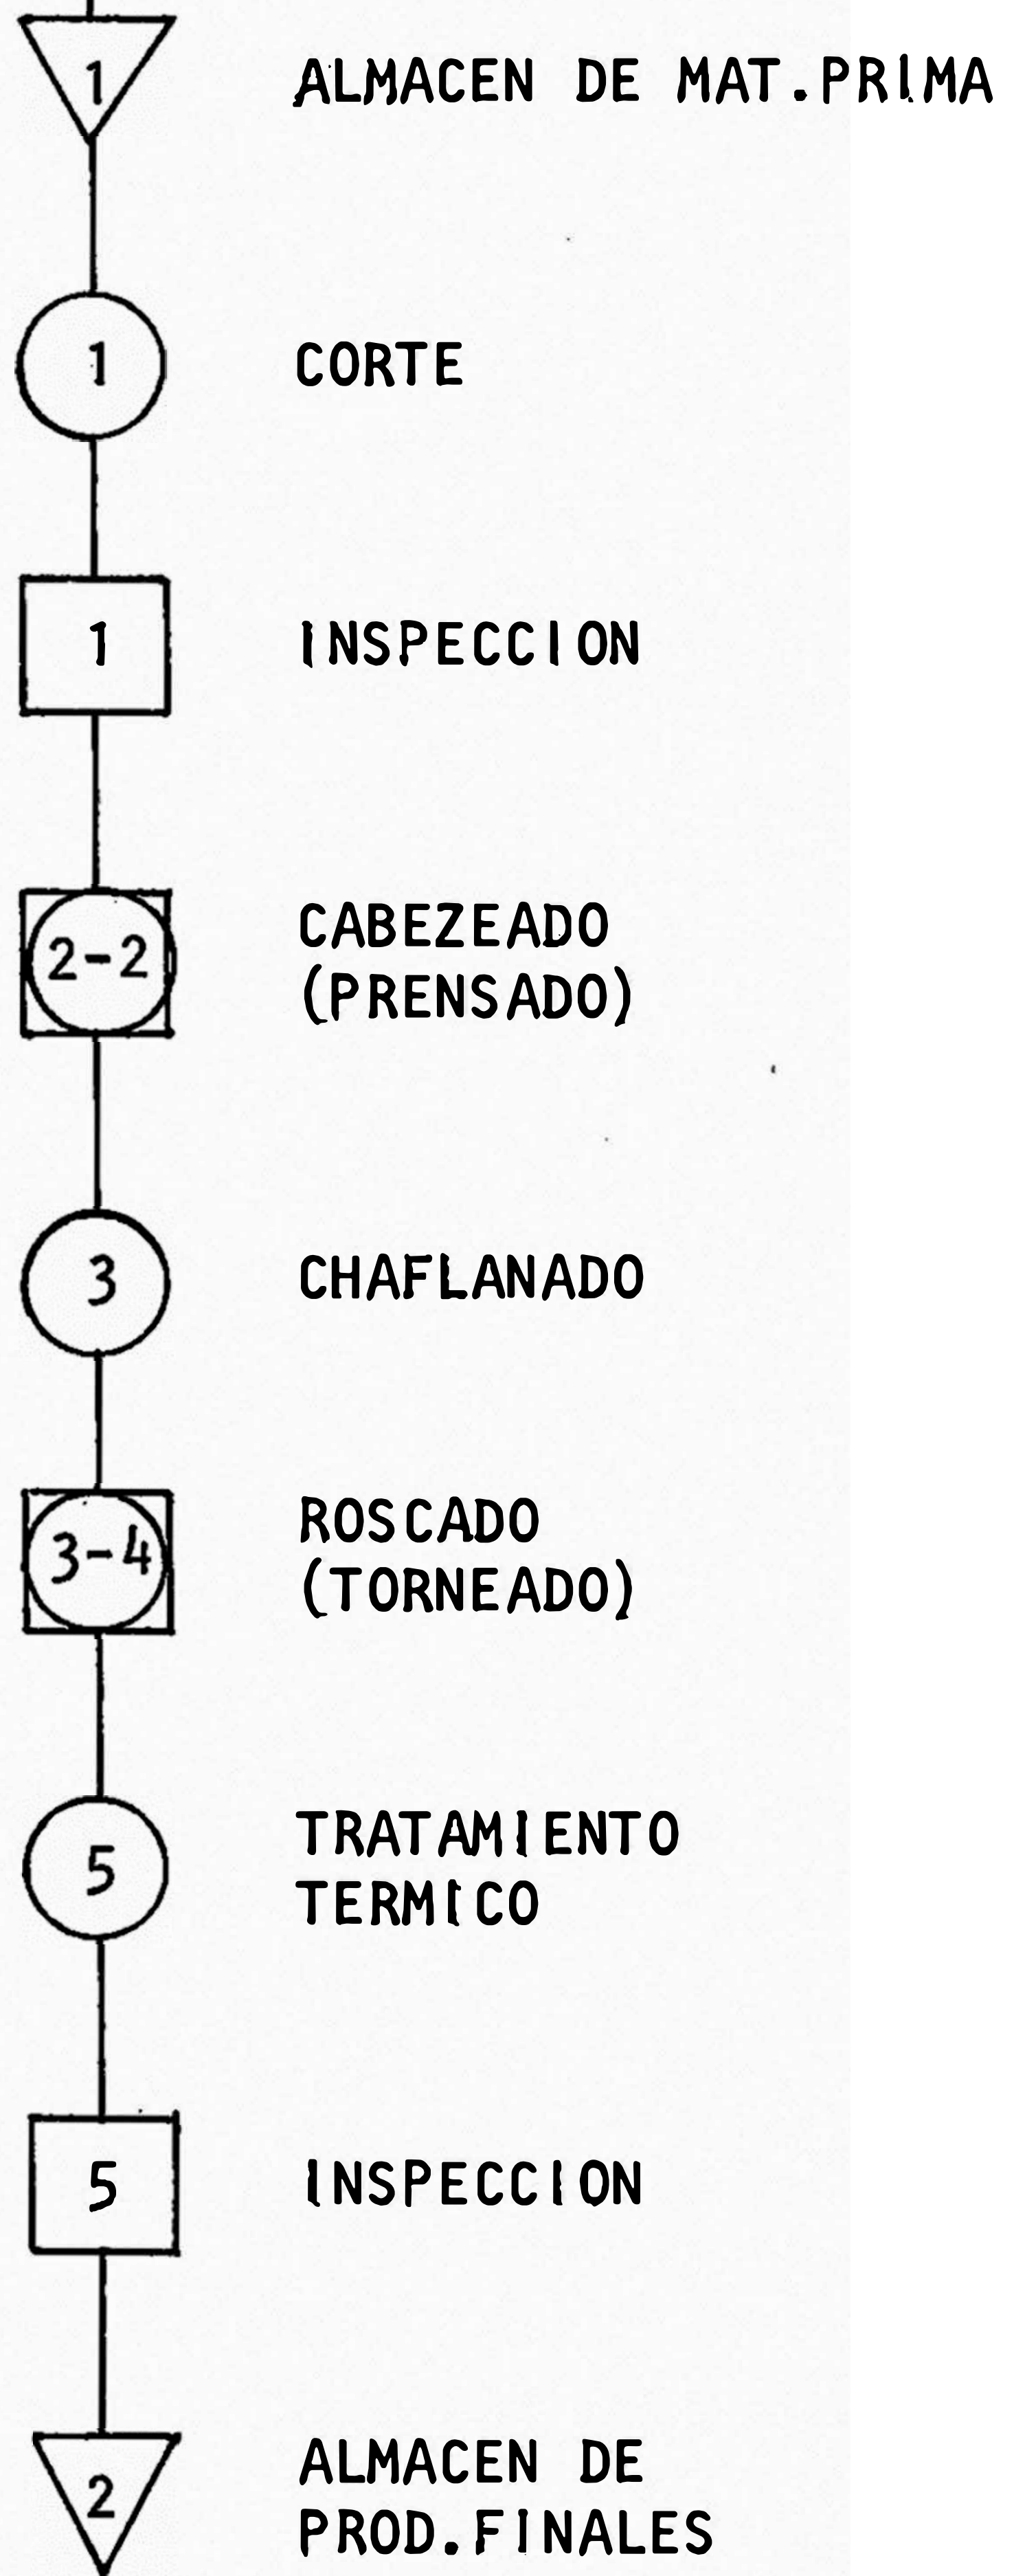 1 ALMACEN DE MAT.PRIMA
1 CORTE
1 INSPECCION
2-2 CABEZEADO
(PRENSADO)
3 CHAFLANADO
3-4 ROSCADO
(TORNEADO)
5 TRATAMIENTO
TERMICO
5 INSPECCION
2 ALMACEN DE
PROD.FINALES